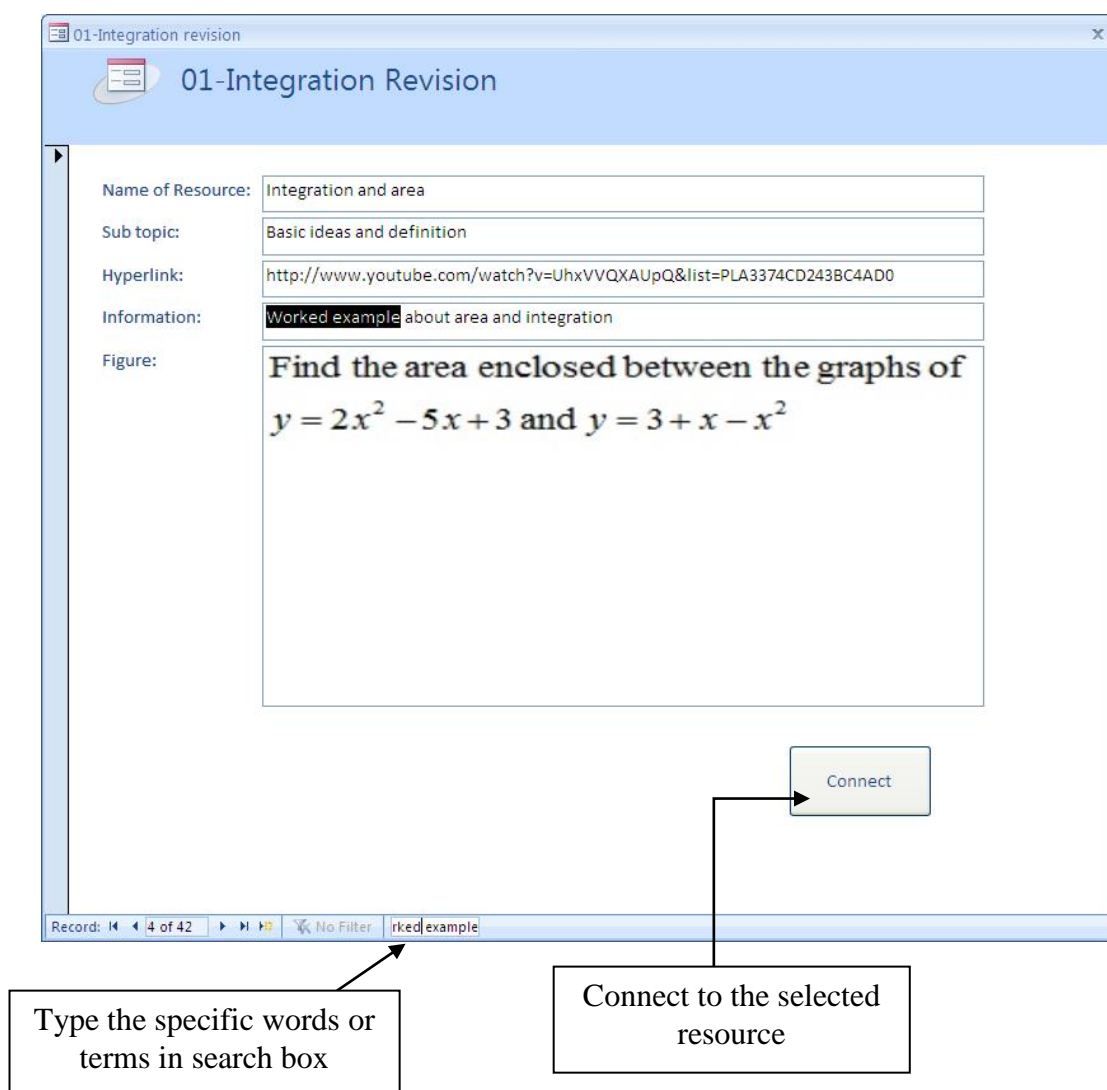 01-Integration revision
x
01-Integration Revision
Name of Resource: Integration and area
Sub topic: Basic ideas and definition
Hyperlink: http://www.youtube.com/watch?v=UhxVVQXAUpQ&list=PLA3374CD243BC4AD0
Information: Worked example about area and integration
Figure: Find the area enclosed between the graphs of
y = 2x² – 5x + 3 and y = 3 + x – x²
Connect
Record: 4 of 42 No Filter rked example
Type the specific words or
terms in search box
Connect to the selected
resource